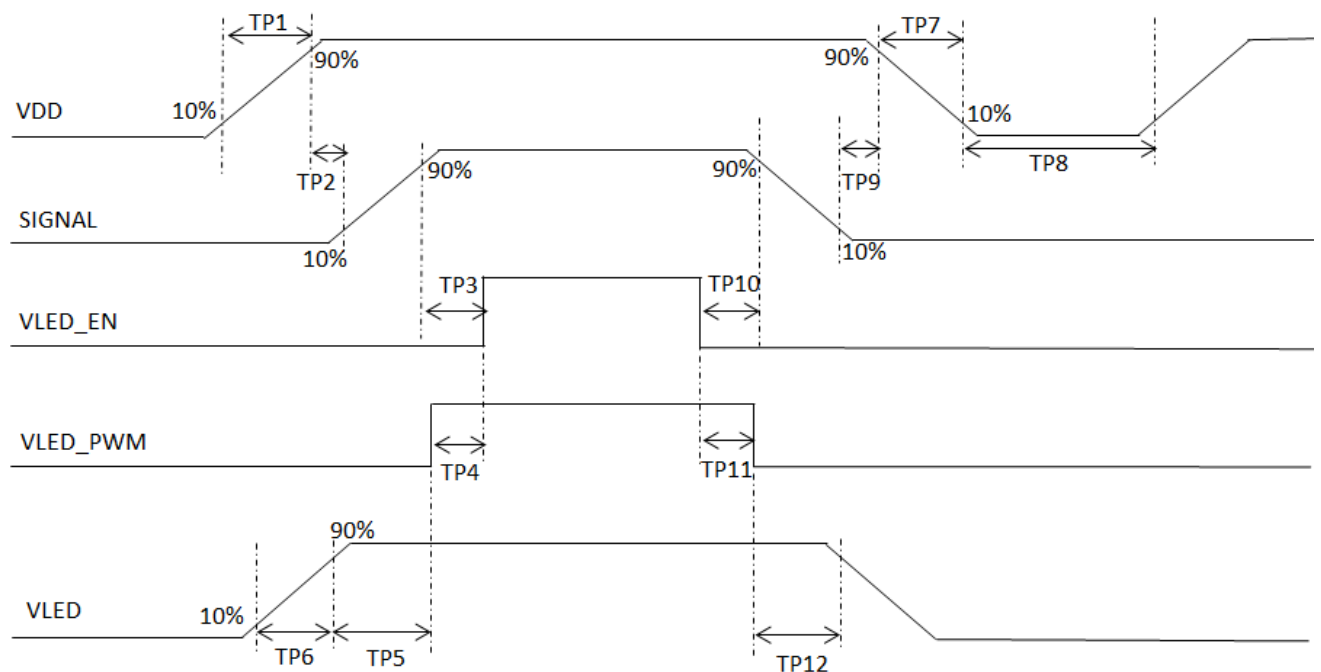 TP1
TP7
90%
90%
VDD
10%
10%
TP2
TP9
TP8
90%
90%
SIGNAL
10%
10%
TP3
TP10
VLED_EN
VLED_PWM
TP4
TP11
90%
VLED
10%
TP6
TP5
TP12